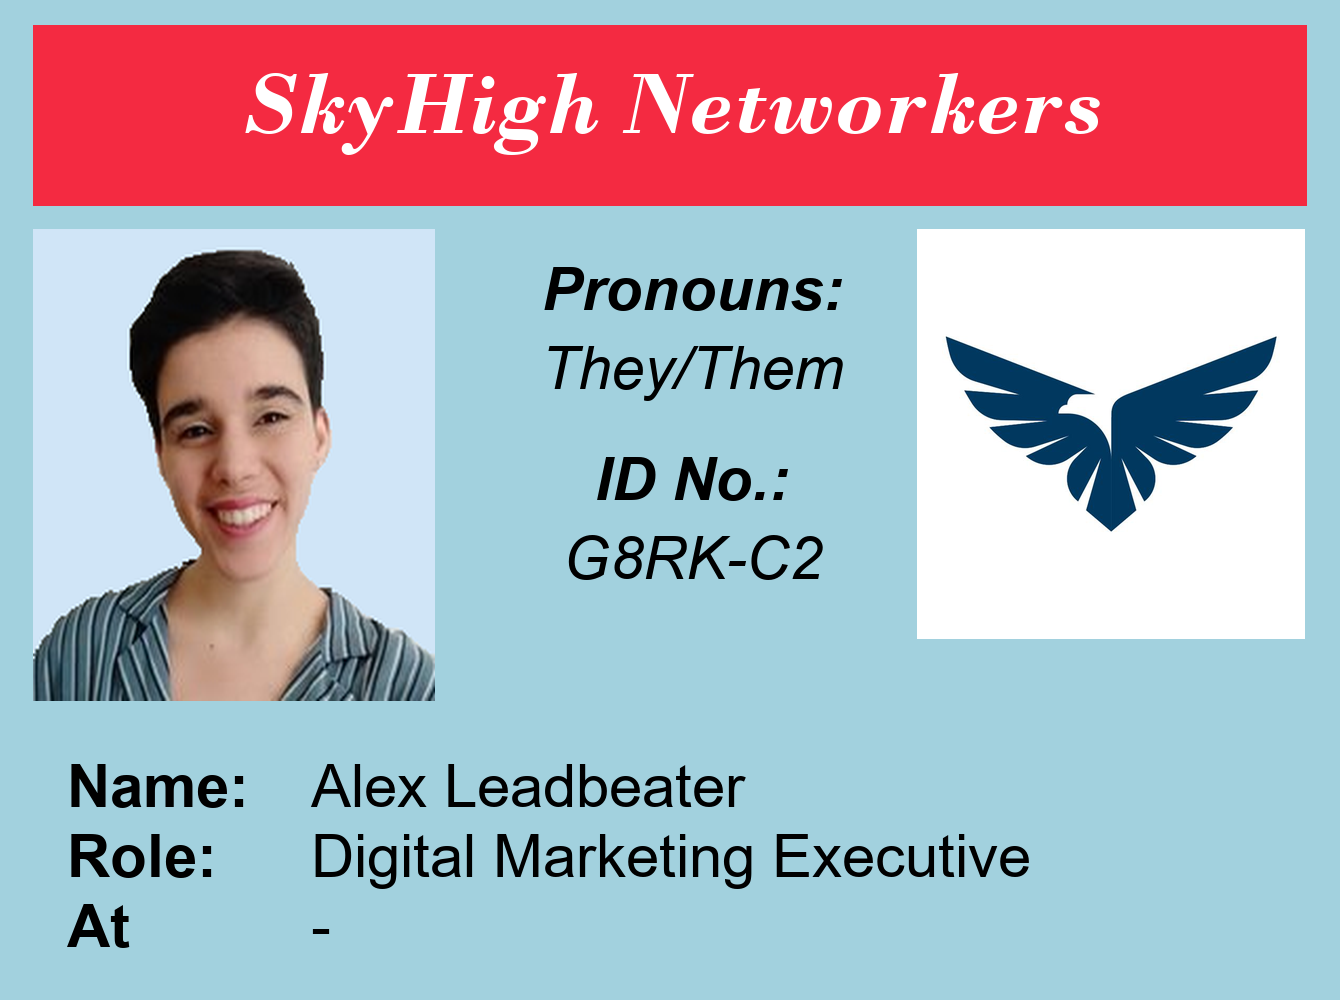 SkyHigh Networkers
Pronouns:
They/Them
ID No.:
G8RK-C2
Name: Alex Leadbeater
Role: Digital Marketing Executive
At -